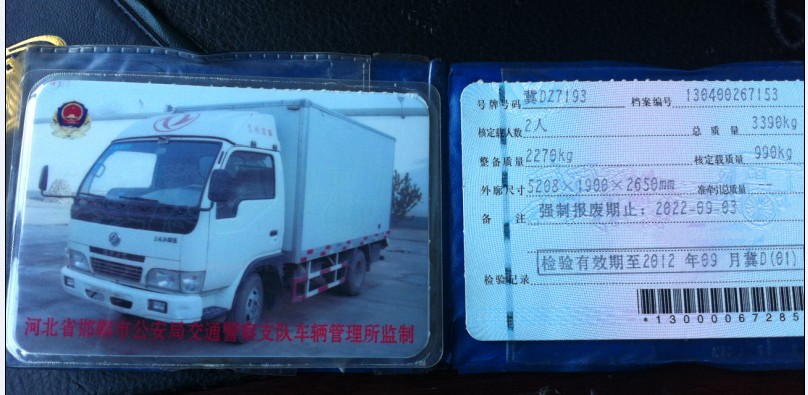 河北省邯郸市公安局交通警察支队车辆管理所监制
号牌号码 冀DZ7193 档案编号 130400267153
核定载人数 2人 总质量 3390kg
整备质量 2270kg 核定载质量 990kg
外廓尺寸 5208×1900×2650mm 准牵引总质量 --
备注 强制报废期止：2022-09-03
检验有效期至2012 年09 月冀D(01)
检验记录
*13000067285